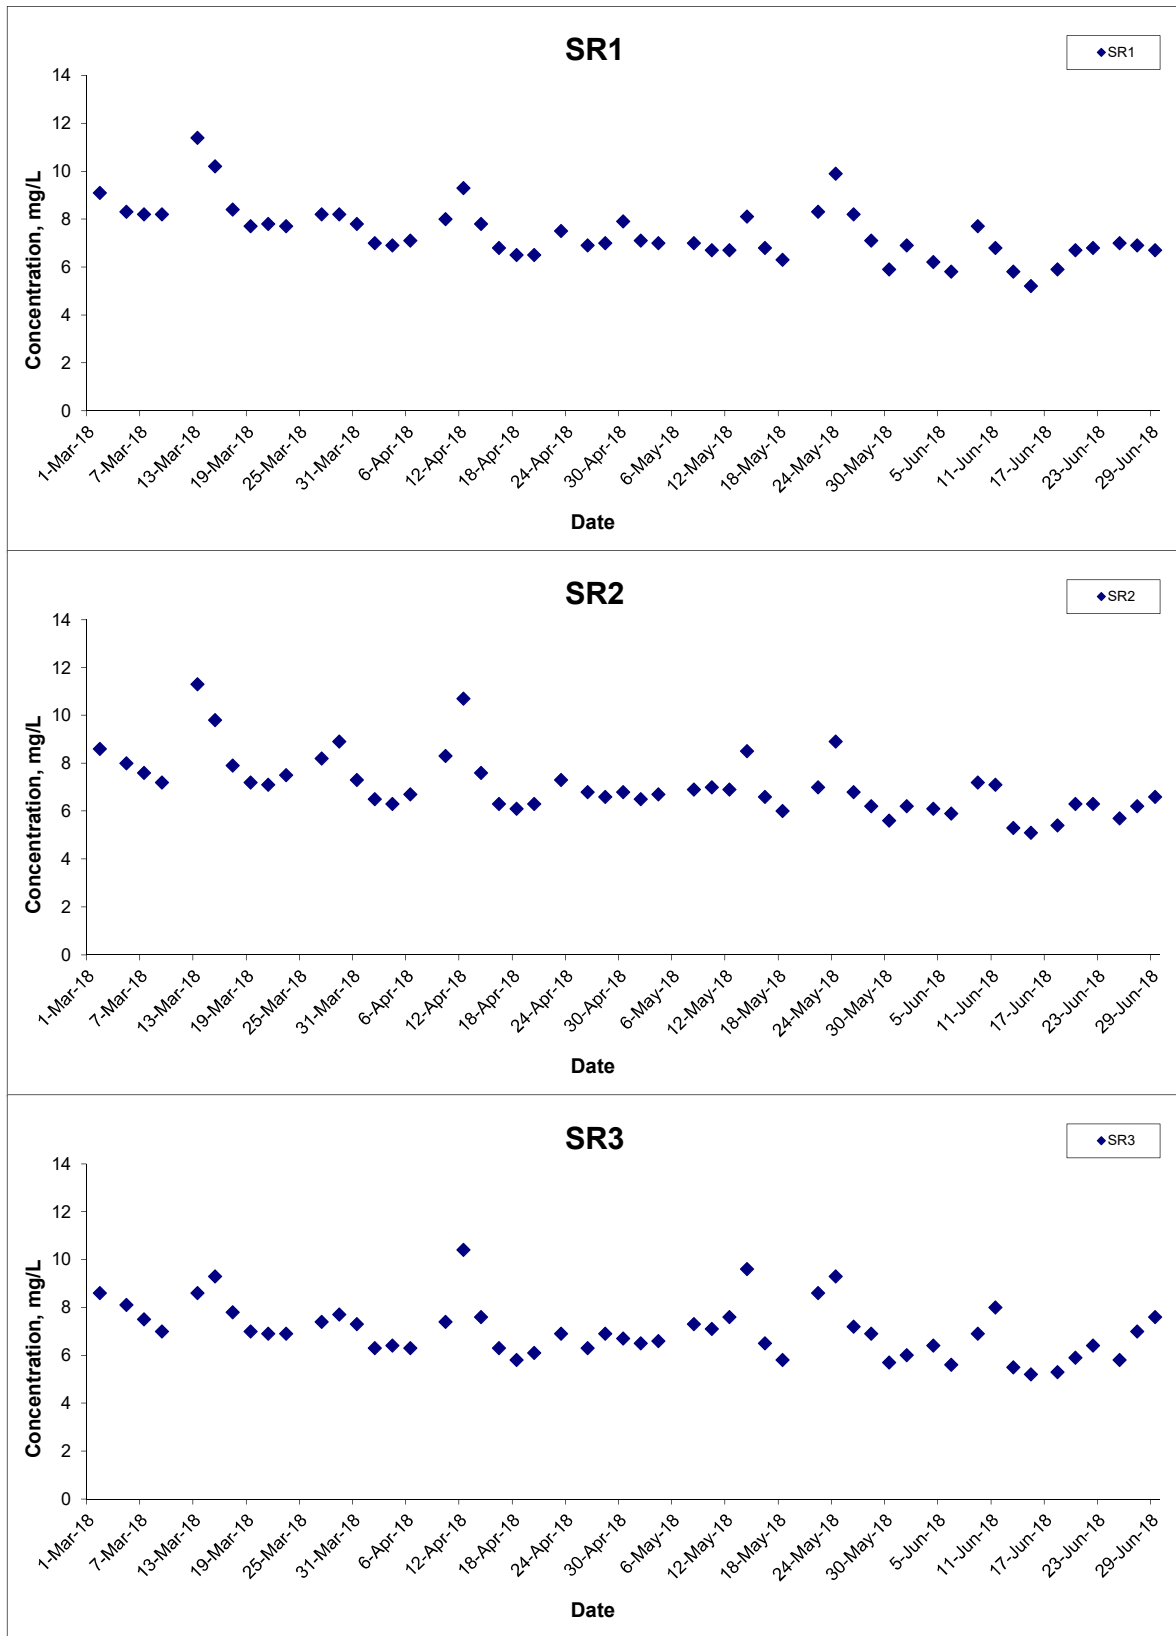 SR1
SR1
Concentration, mg/L
14
12
10
8
6
4
2
0
1-Mar-18
7-Mar-18
13-Mar-18
19-Mar-18
25-Mar-18
31-Mar-18
6-Apr-18
12-Apr-18
18-Apr-18
24-Apr-18
30-Apr-18
6-May-18
12-May-18
18-May-18
24-May-18
30-May-18
5-Jun-18
11-Jun-18
17-Jun-18
23-Jun-18
29-Jun-18
Date
SR2
SR2
Concentration, mg/L
14
12
10
8
6
4
2
0
1-Mar-18
7-Mar-18
13-Mar-18
19-Mar-18
25-Mar-18
31-Mar-18
6-Apr-18
12-Apr-18
18-Apr-18
24-Apr-18
30-Apr-18
6-May-18
12-May-18
18-May-18
24-May-18
30-May-18
5-Jun-18
11-Jun-18
17-Jun-18
23-Jun-18
29-Jun-18
Date
SR3
SR3
Concentration, mg/L
14
12
10
8
6
4
2
0
1-Mar-18
7-Mar-18
13-Mar-18
19-Mar-18
25-Mar-18
31-Mar-18
6-Apr-18
12-Apr-18
18-Apr-18
24-Apr-18
30-Apr-18
6-May-18
12-May-18
18-May-18
24-May-18
30-May-18
5-Jun-18
11-Jun-18
17-Jun-18
23-Jun-18
29-Jun-18
Date